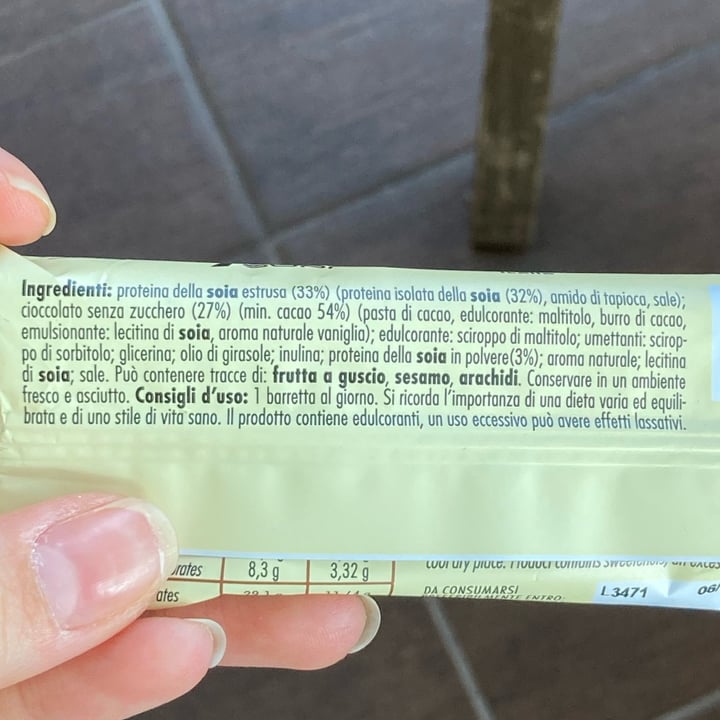 Ingredienti: proteina della soia estrusa (33%) (proteina isolata della soia (32%), amido di tapioca, sale);
cioccolato senza zucchero (27%) (min. cacao 54%) (pasta di cacao, edulcorante: maltitolo, burro di cacao,
emulsionante: lecitina di soia, aroma naturale vaniglia); edulcorante: sciroppo di maltitolo; umettanti: scirop-
po di sorbitolo; glicerina; olio di girasole; inulina; proteina della soia in polvere(3%); aroma naturale; lecitina
di soia; sale. Può contenere tracce di: frutta a guscio, sesamo, arachidi. Conservare in un ambiente
fresco e asciutto. Consigli d'uso: 1 barretta al giorno. Si ricorda l'importanza di una dieta varia ed equili-
brata e di uno stile di vita sano. Il prodotto contiene edulcoranti, un uso eccessivo può avere effetti lassativi.
rates 8,3 g 3,32 g
ates
cool dry place. Product contains
DA CONSUMARSI
L3471 06/